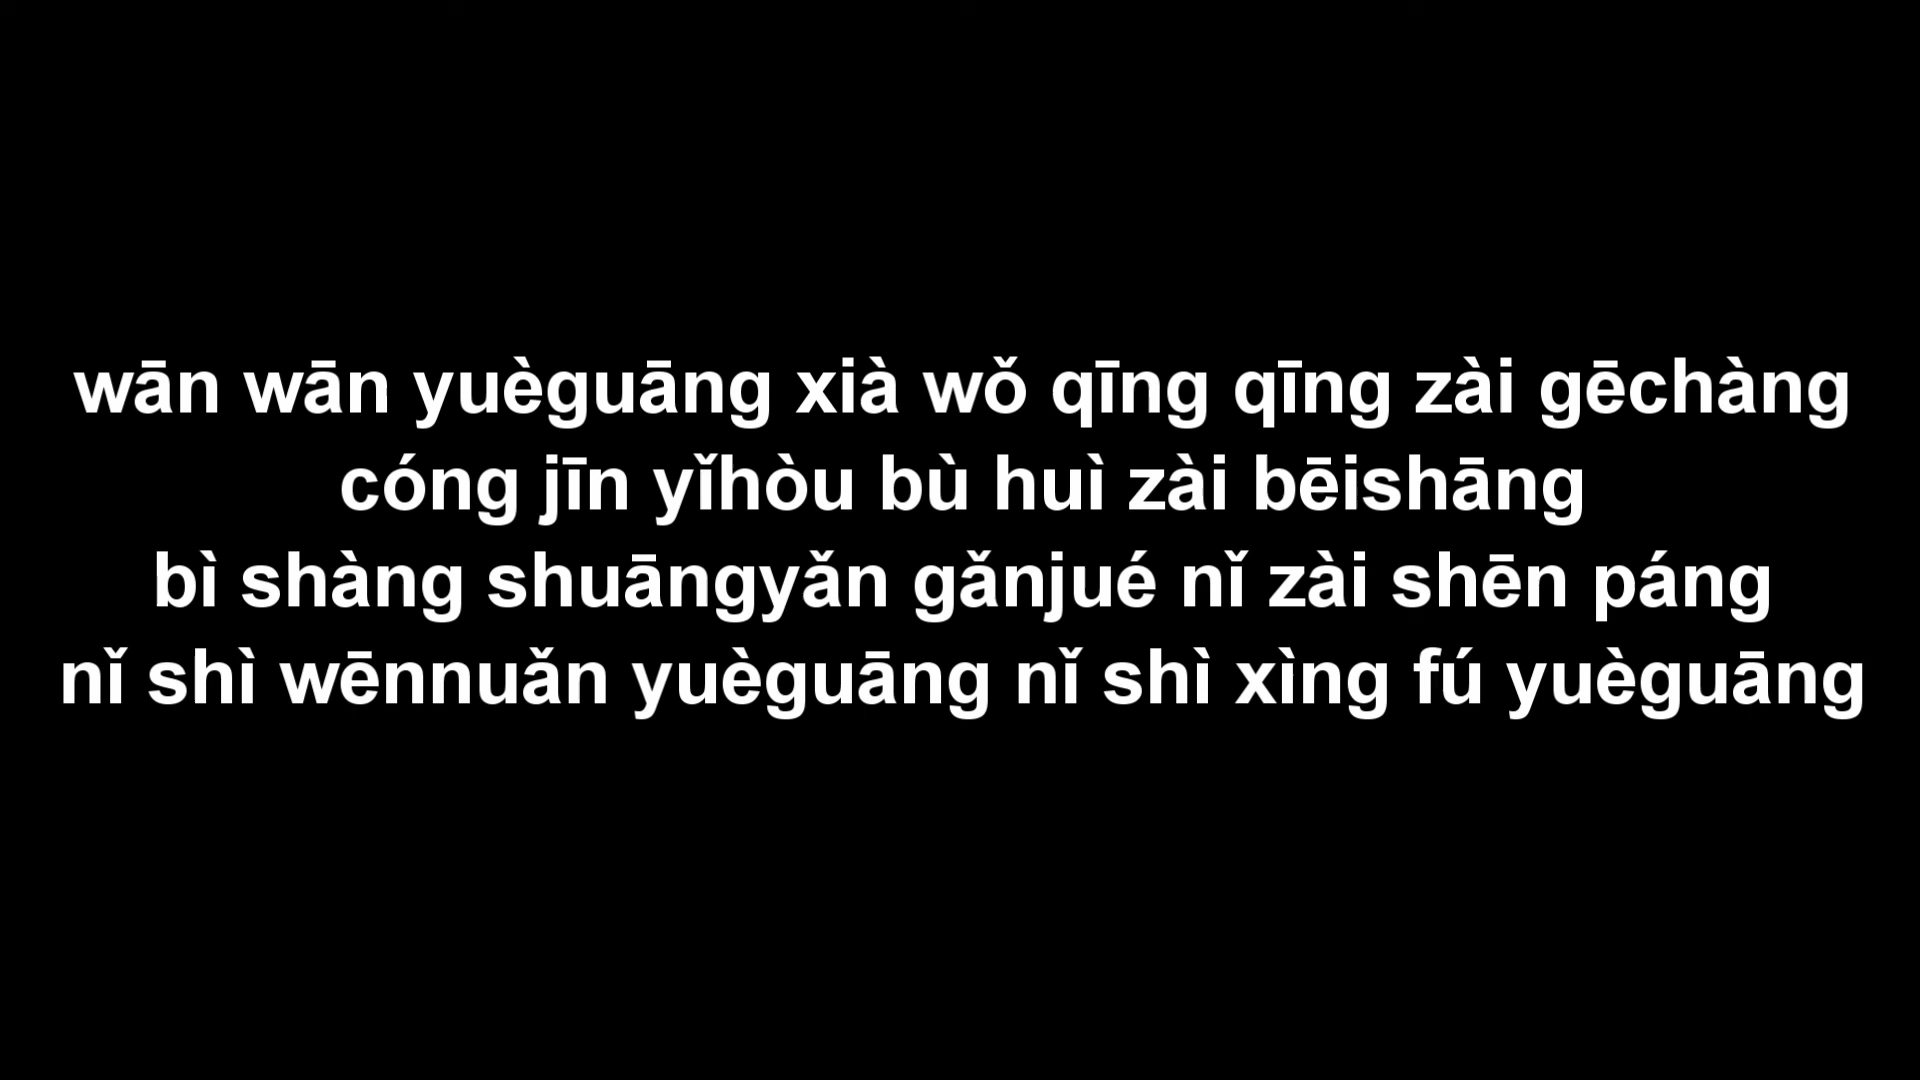 wān wān yuèguāng xià wǒ qīng qīng zài gēchàng
cóng jīn yǐhòu bù huì zài bēishāng
bì shàng shuāngyǎn gǎnjué nǐ zài shēn páng
nǐ shì wēnnuǎn yuèguāng nǐ shì xìng fú yuèguāng